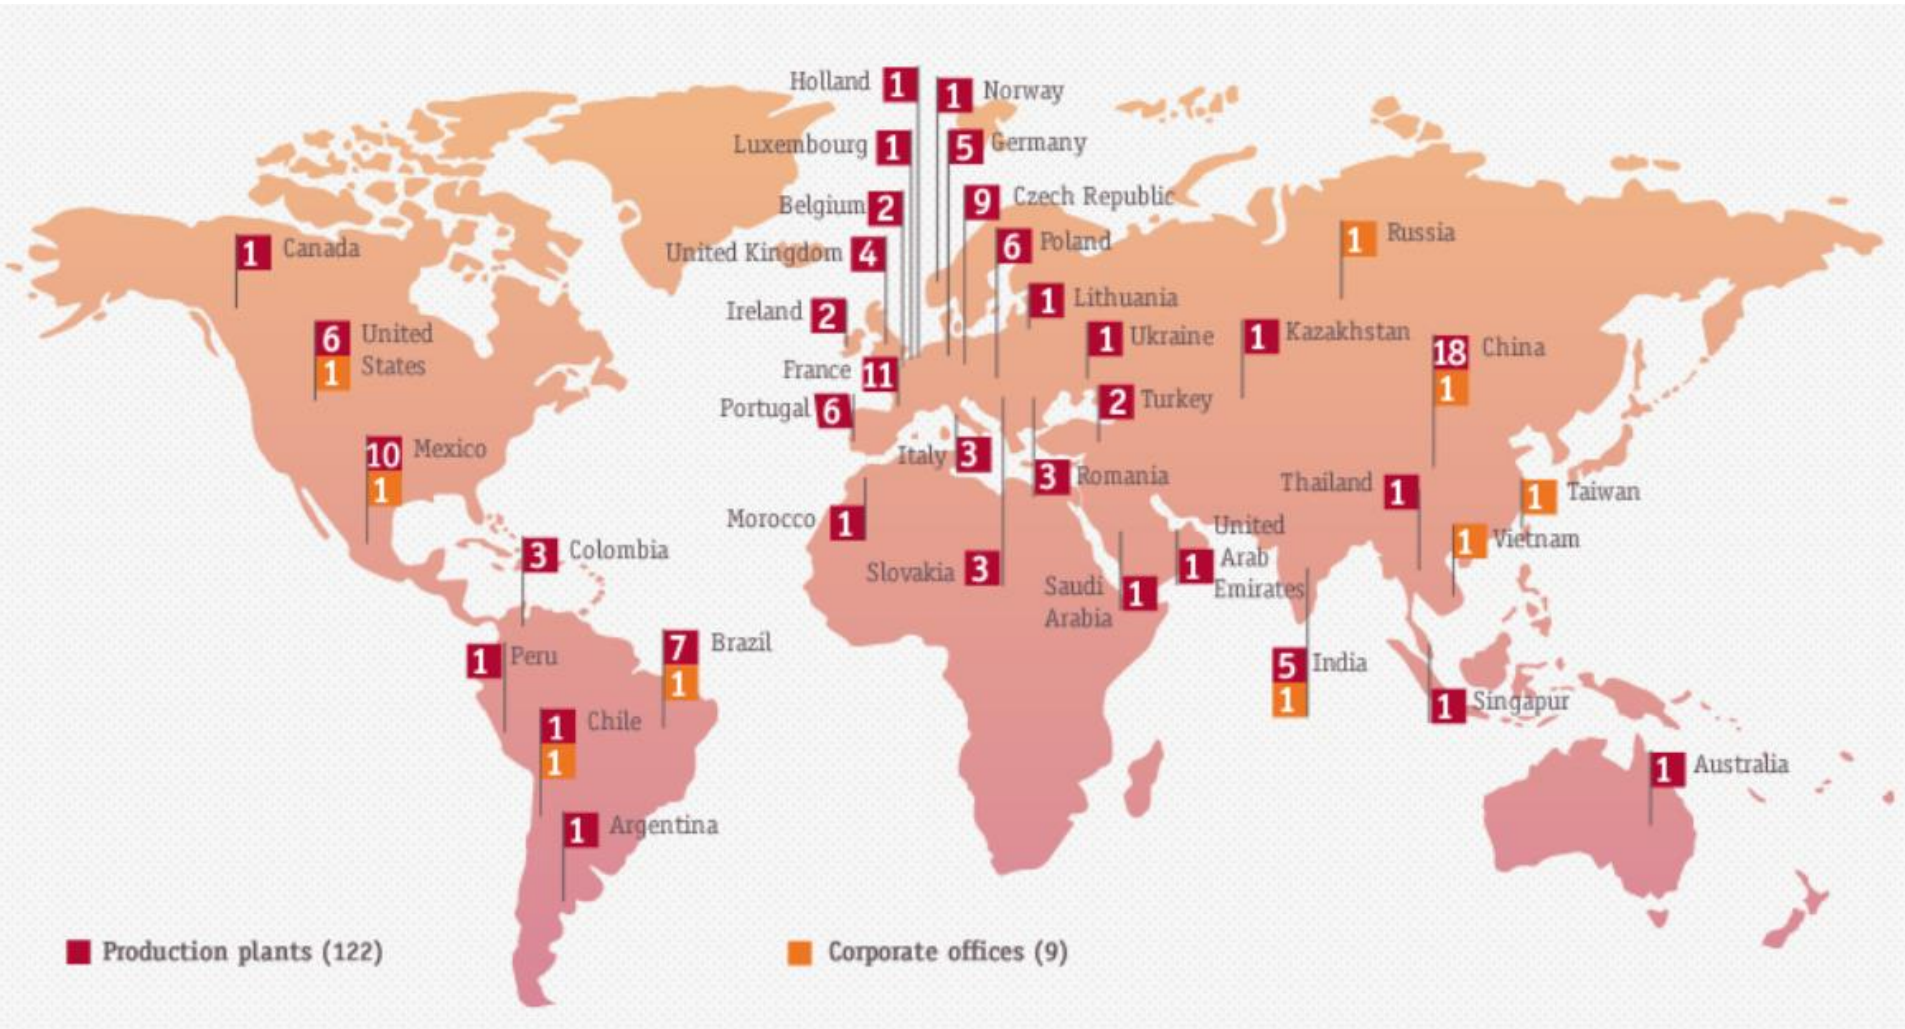 Holland 1
1 Norway
Luxembourg 1
5 Germany
Belgium 2
9 Czech Republic
United Kingdom 4
6 Poland
1 Russia
1 Canada
Ireland 2
1 Lithuania
6 United
1 States
1 Ukraine
1 Kazakhstan
18 China
1
France 11
Portugal 6
2 Turkey
10 Mexico
1
Italy 3
3 Romania
Thailand 1
1 Taiwan
Morocco 1
1 Vietnam
3 Colombia
Slovakia 3
Saudi
Arabia
1
United
1 Arab
Emirates
1 Peru
7 Brazil
1
5 India
1
1 Singapur
1 Chile
1
1 Australia
1 Argentina
Production plants (122)
Corporate offices (9)